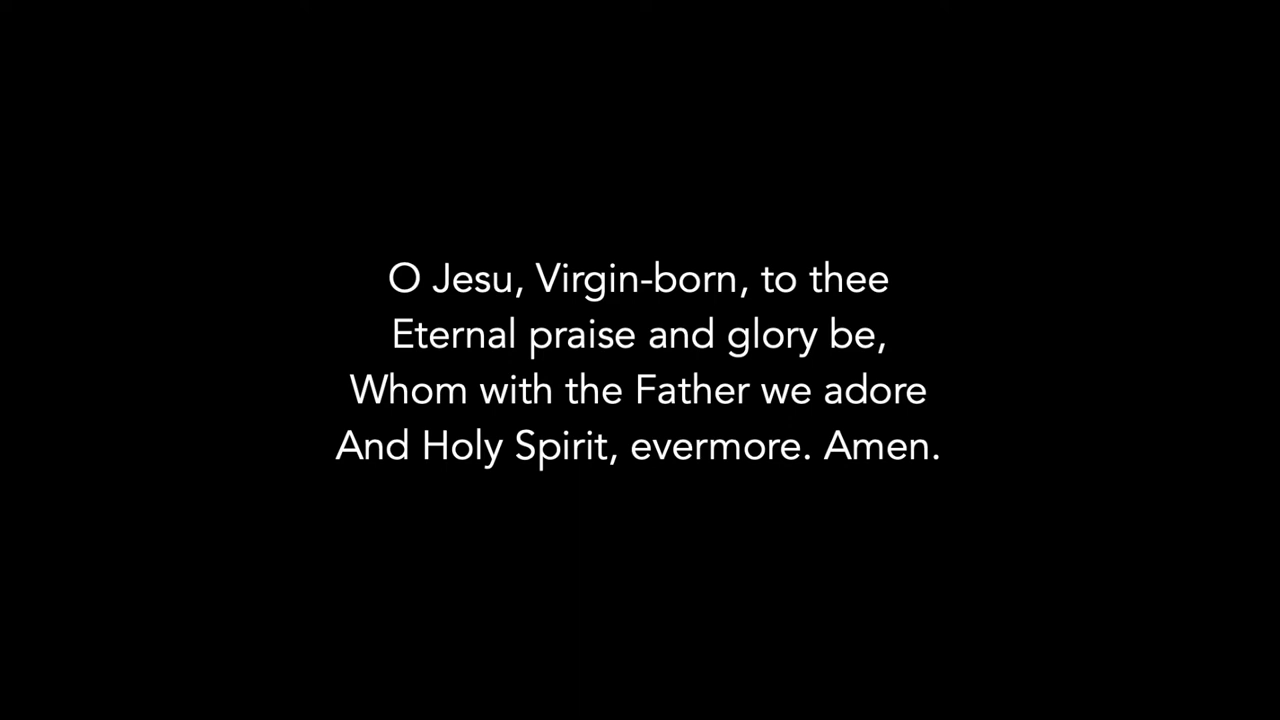 O Jesu, Virgin-born, to thee
Eternal praise and glory be,
Whom with the Father we adore
And Holy Spirit, evermore. Amen.